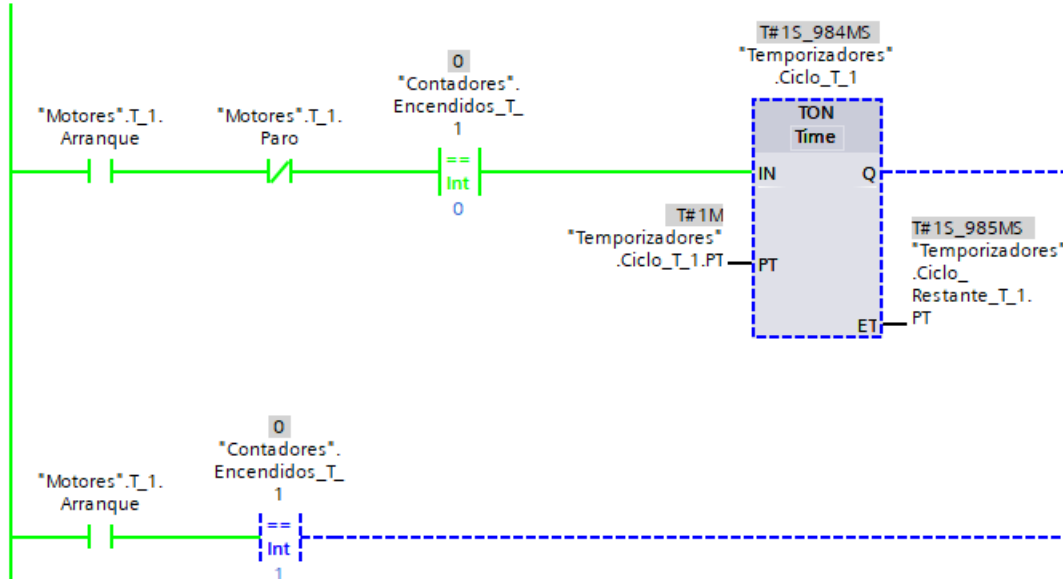 T#1S_984MS
"Temporizadores"
.Ciclo_T_1
0
"Contadores".
Encendidos_T_
1
"Motores".T_1.
Arranque
"Motores".T_1.
Paro
TON
Time
==
Int
0
IN
Q
T#1M
"Temporizadores"
.Ciclo_T_1.PT
PT
T#1S_985MS
"Temporizadores"
.Ciclo_
Restante_T_1.
PT
ET
0
"Contadores".
Encendidos_T_
1
"Motores".T_1.
Arranque
==
Int
1